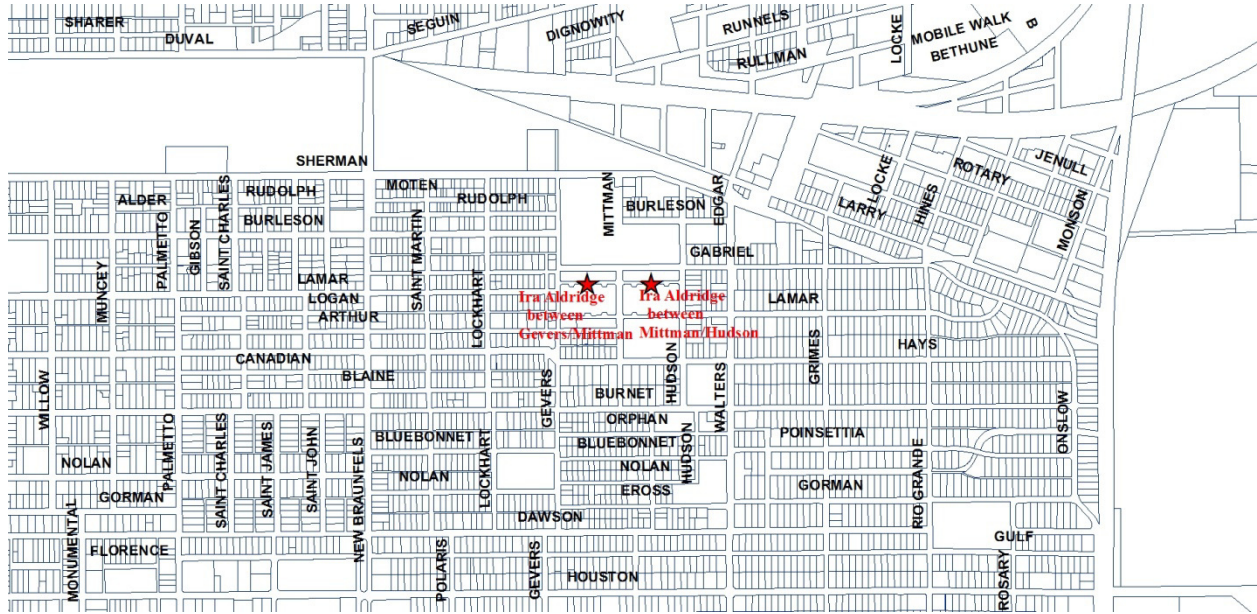 SHARER
DUVAL
SEGUIN
DIGNOWITY
RUNNELS
RULLMAN
LOCKE
MOBILE WALK
B
BETHUNE
SHERMAN
ALDER
PALMETTO
GIBSON
SAINT CHARLES
RUDOLPH
BURLESON
MOTEN
RUDOLPH
MITTMAN
BURLESON
EDGAR
GABRIEL
LOCKE
LARRY
HINES
ROTARY
JENULL
MONSON
MUNCEY
LAMAR
LOGAN
ARTHUR
SAINT MARTIN
LOCKHART
Ira Aldridge
between
Gevers/Mittman
Ira Aldridge
between
Mittman/Hudson
LAMAR
CANADIAN
BLAINE
GEVERS
BURNET
HUDSON
WALTERS
GRIMES
HAYS
WILLOW
PALMETTO
SAINT CHARLES
SAINT JAMES
SAINT JOHN
NEW BRAUNFELS
BLUEBONNET
LOCKHART
ORPHAN
BLUEBONNET
HUDSON
POINSETTIA
RIO GRANDE
ONSLOW
NOLAN
NOLAN
NOLAN
GORMAN
EROSS
GORMAN
MONUMENTAL
DAWSON
FLORENCE
POLARIS
GEVERS
HOUSTON
GULF
ROSARY